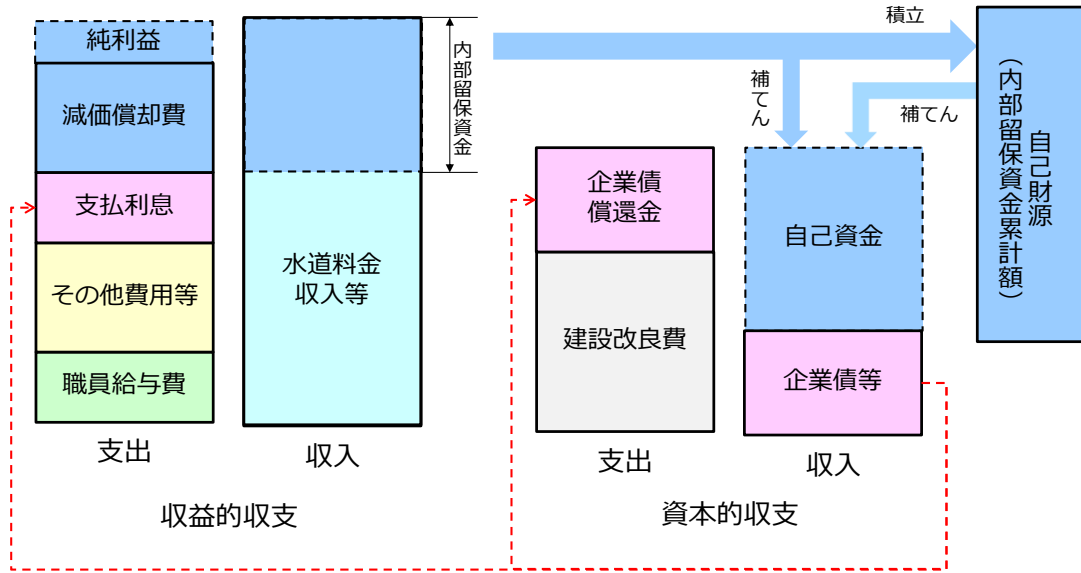 純利益
減価償却費
支払利息
その他費用等
職員給与費
支出
水道料金
収入等
収入
内部留保資金
収益的収支
積立
補てん
補てん
企業債
償還金
建設改良費
支出
自己資金
企業債等
収入
資本的収支
自己財源
（内部留保資金累計額）